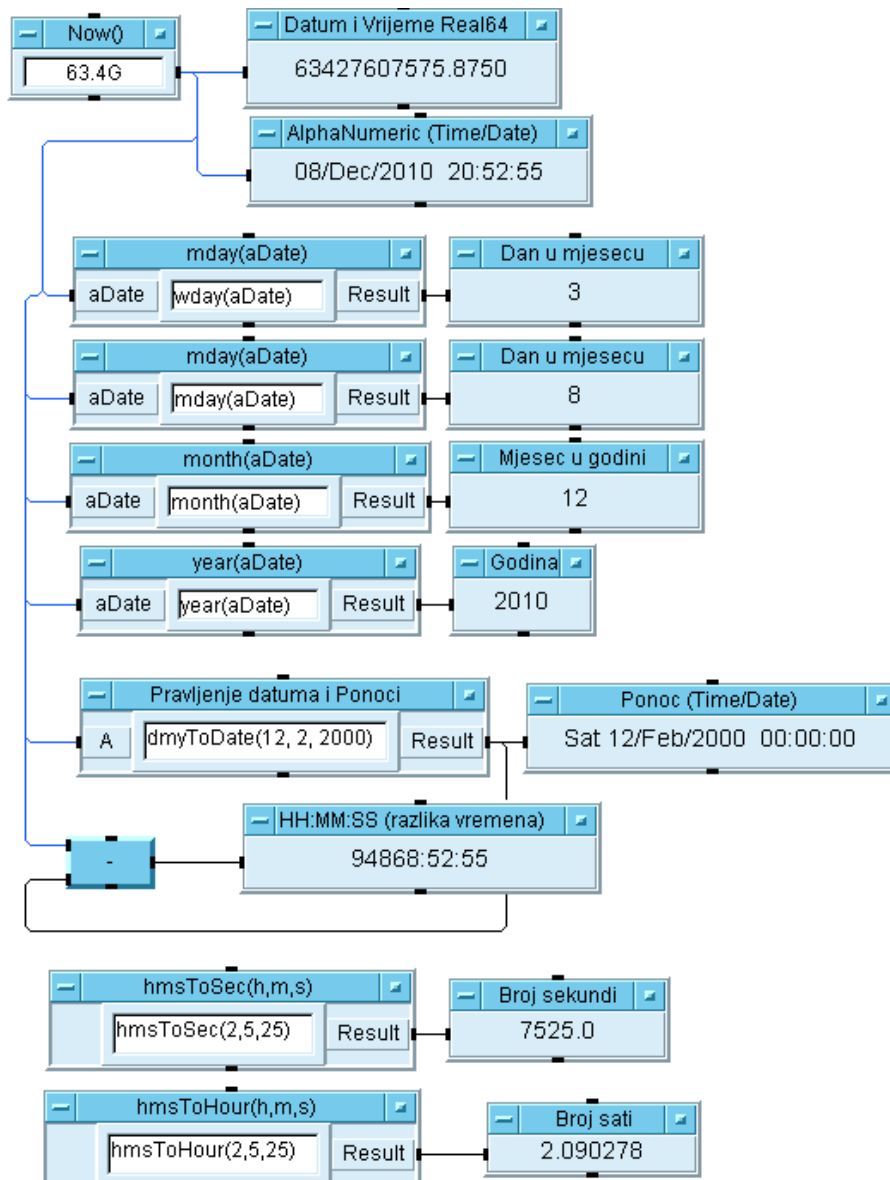 Now()
63.4G
Datum i Vrijeme Real64
63427607575.8750
AlphaNumeric (Time/Date)
08/Dec/2010 20:52:55
mday(aDate)
aDate
wday(aDate)
Result
Dan u mjesecu
3
mday(aDate)
aDate
mday(aDate)
Result
Dan u mjesecu
8
month(aDate)
aDate
month(aDate)
Result
Mjesec u godini
12
year(aDate)
aDate
year(aDate)
Result
Godina
2010
Pravljenje datuma i Ponoci
A
dmyToDate(12, 2, 2000)
Result
Ponoc (Time/Date)
Sat 12/Feb/2000 00:00:00
-
HH:MM:SS (razlika vremena)
94868:52:55
hmsToSec(h,m,s)
hmsToSec(2,5,25)
Result
Broj sekundi
7525.0
hmsToHour(h,m,s)
hmsToHour(2,5,25)
Result
Broj sati
2.090278